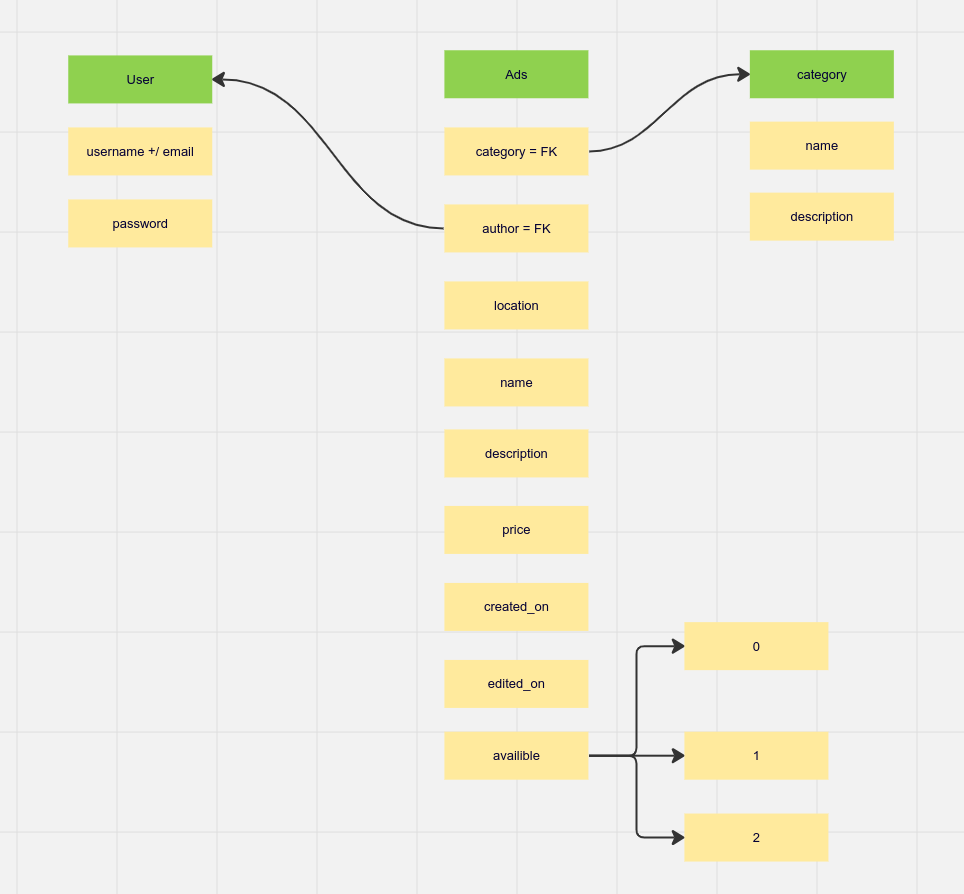 User
username +/ email
password
Ads
category = FK
author = FK
location
name
description
price
created_on
edited_on
availible
category
name
description
0
1
2